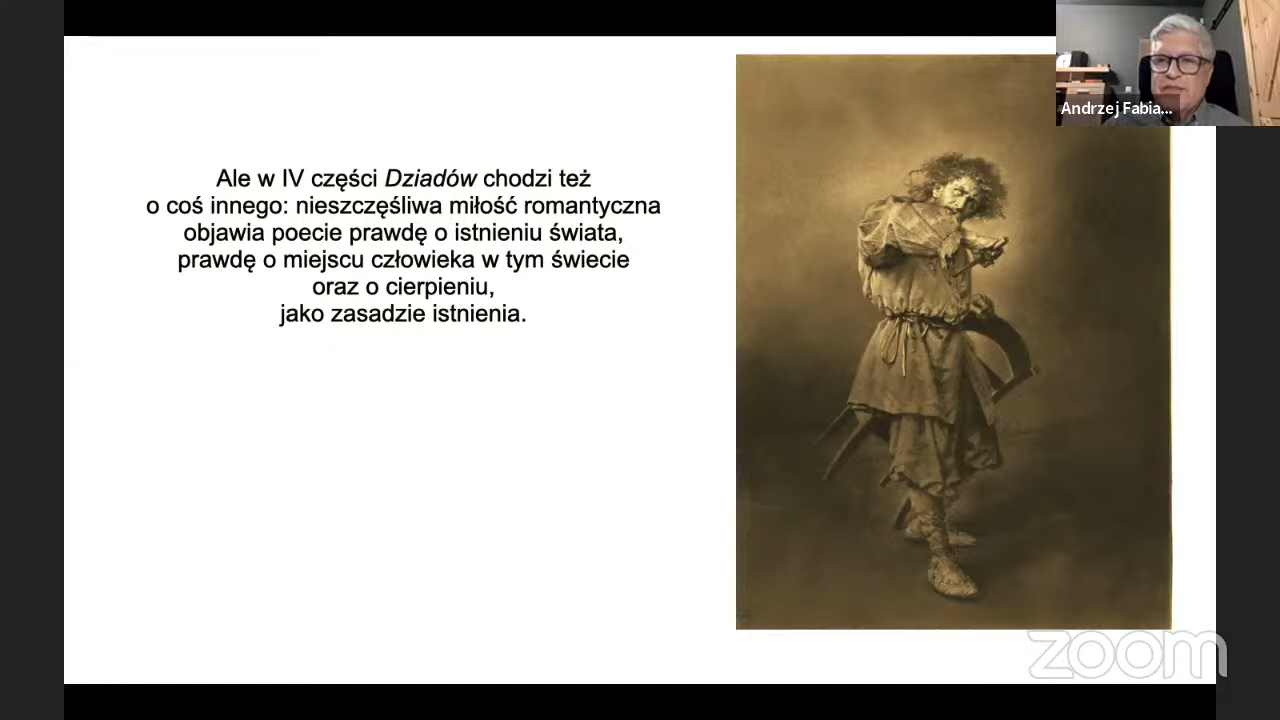 Ale w IV części Dziadów chodzi też
o coś innego: nieszczęśliwa miłość romantyczna
objawia poecie prawdę o istnieniu świata,
prawdę o miejscu człowieka w tym świecie
oraz o cierpieniu,
jako zasadzie istnienia.
Andrzej Fabia...
zoom